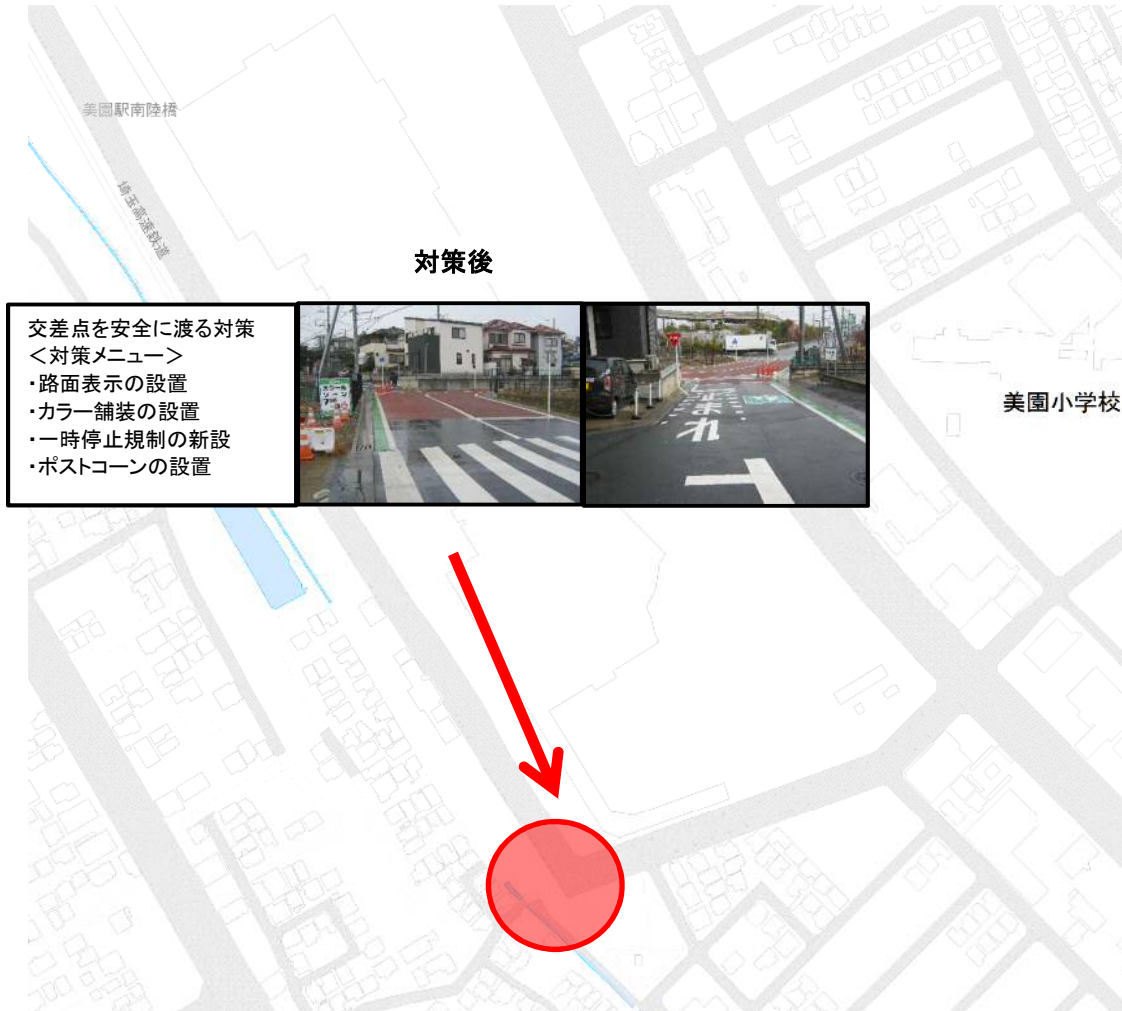 美園駅南陸橋
埼玉高速鉄道
対策後
交差点を安全に渡る対策
＜対策メニュー＞
・路面表示の設置
・カラー舗装の設置
・一時停止規制の新設
・ポストコーンの設置
止まれ
美園小学校